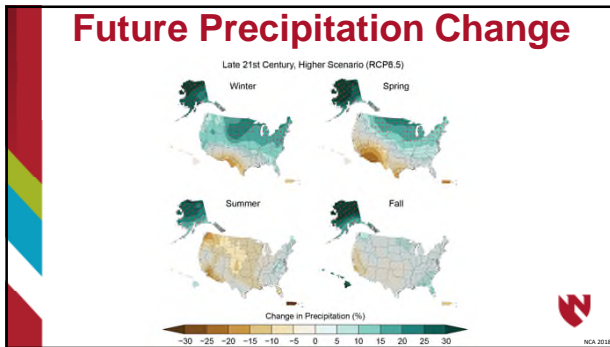 Future Precipitation Change
Late 21st Century, Higher Scenario (RCP8.5)
Winter
Spring
Summer
Fall
Change in Precipitation (%)
−30 −25 −20 −15 −10 −5 0 5 10 15 20 25 30
N
NCA 2018